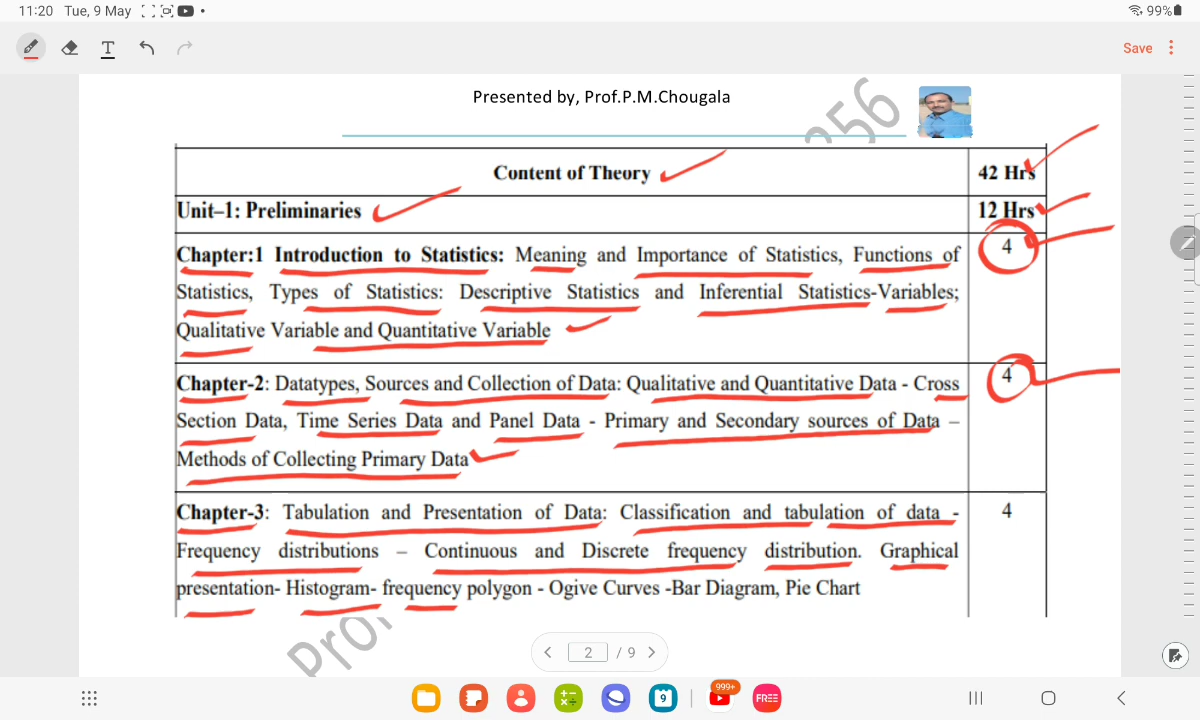 11:20 Tue, 9 May
99%
T
Save
Presented by, Prof.P.M.Chougala
256
Content of Theory
42 Hrs
Unit–1: Preliminaries
12 Hrs
Chapter:1 Introduction to Statistics: Meaning and Importance of Statistics, Functions of
4
Statistics, Types of Statistics: Descriptive Statistics and Inferential Statistics-Variables;
Qualitative Variable and Quantitative Variable
Chapter-2: Datatypes, Sources and Collection of Data: Qualitative and Quantitative Data - Cross
4
Section Data, Time Series Data and Panel Data - Primary and Secondary sources of Data –
Methods of Collecting Primary Data
Chapter-3: Tabulation and Presentation of Data: Classification and tabulation of data -
4
Frequency distributions – Continuous and Discrete frequency distribution. Graphical
presentation- Histogram- frequency polygon - Ogive Curves -Bar Diagram, Pie Chart
Prof
2 / 9
9
999+
FREE